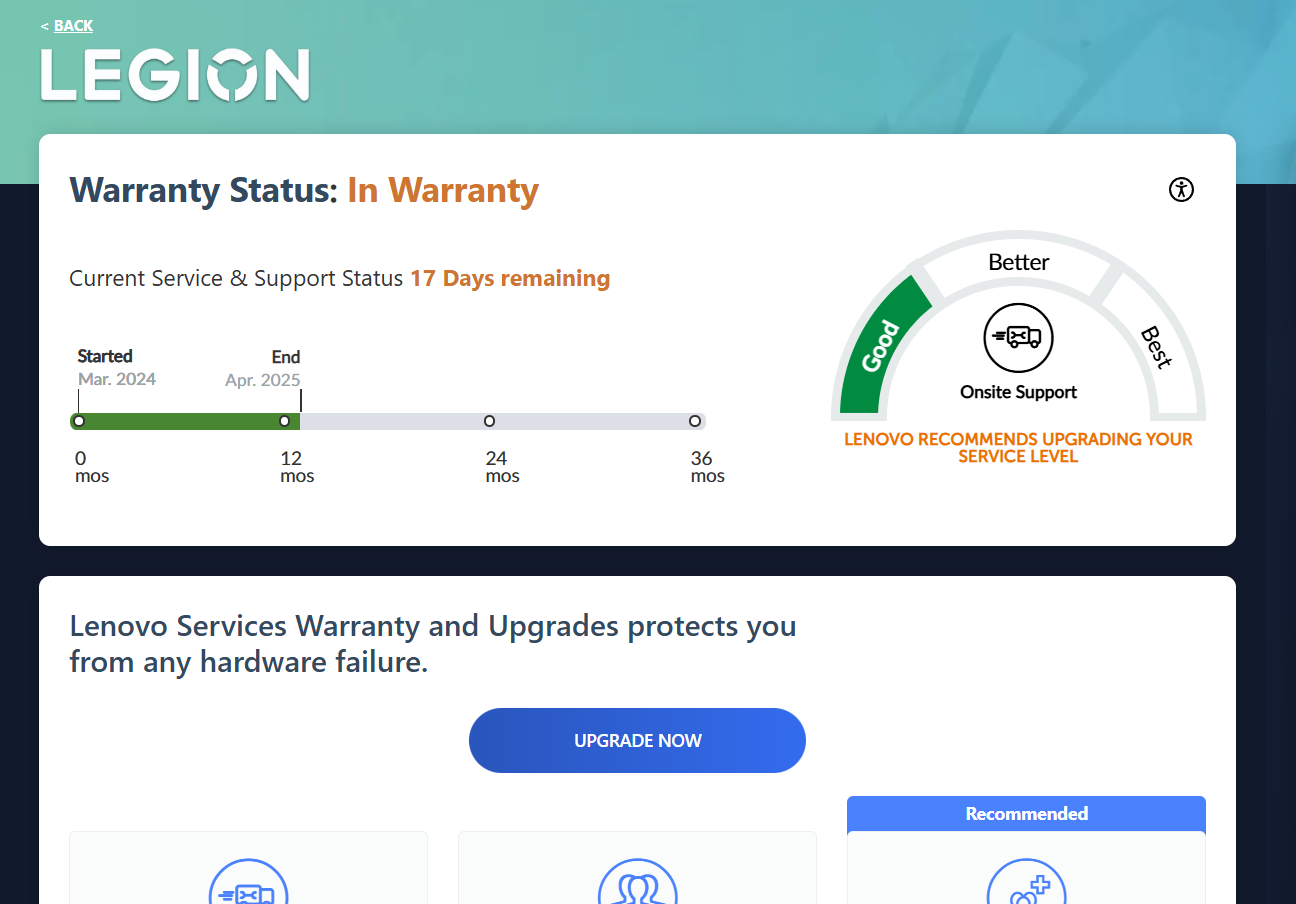 < BACK
LEGION
Warranty Status: In Warranty
Current Service & Support Status 17 Days remaining
Started
Mar. 2024
End
Apr. 2025
0
mos
12
mos
24
mos
36
mos
Good
Better
Best
Onsite Support
LENOVO RECOMMENDS UPGRADING YOUR
SERVICE LEVEL
Lenovo Services Warranty and Upgrades protects you
from any hardware failure.
UPGRADE NOW
Recommended